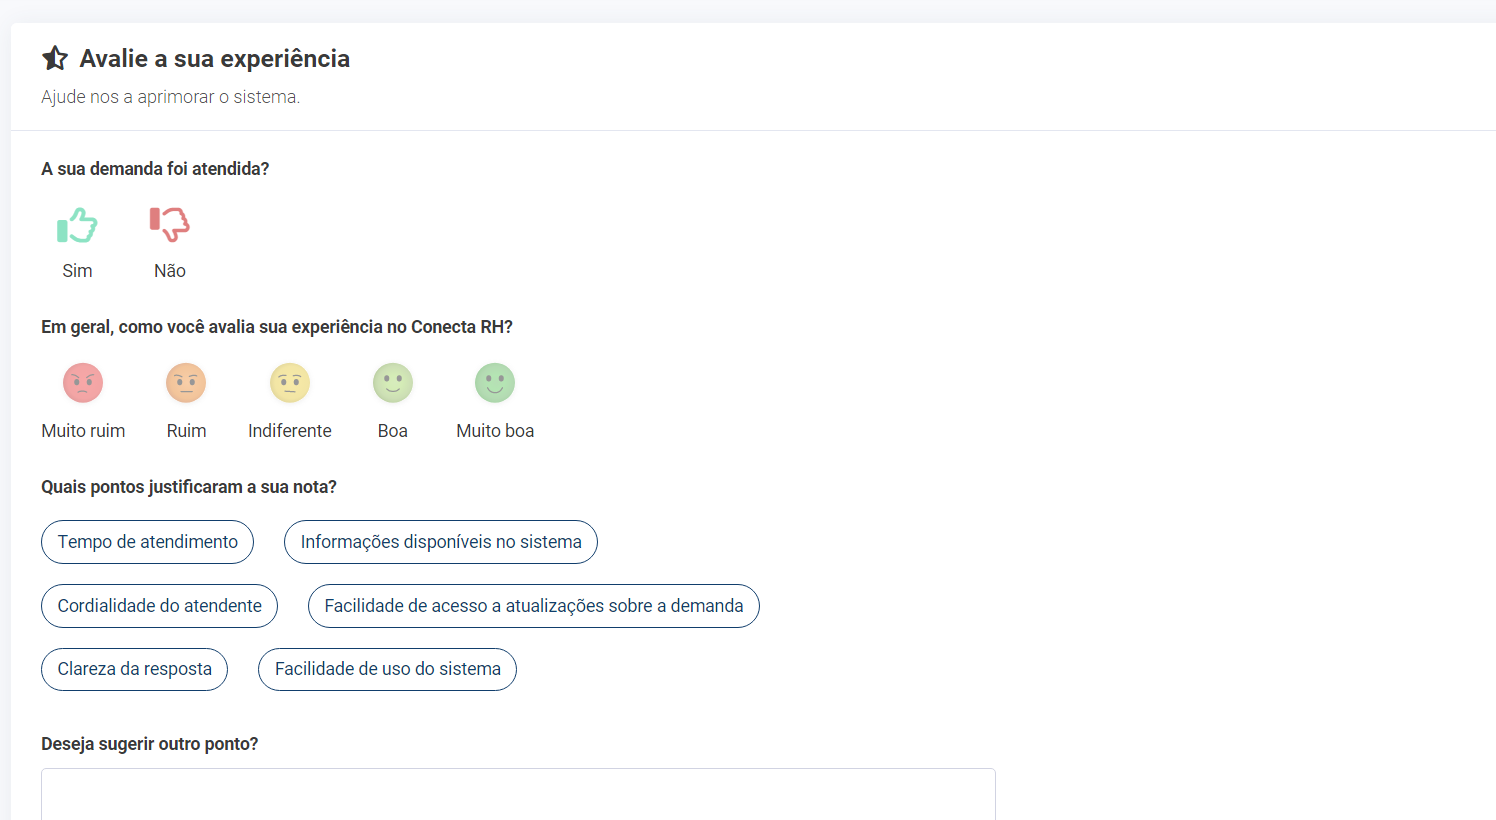 Avalie a sua experiência
Ajude nos a aprimorar o sistema.
A sua demanda foi atendida?
Sim Não
Em geral, como você avalia sua experiência no Conecta RH?
Muito ruim Ruim Indiferente Boa Muito boa
Quais pontos justificaram a sua nota?
Tempo de atendimento Informações disponíveis no sistema
Cordialidade do atendente Facilidade de acesso a atualizações sobre a demanda
Clareza da resposta Facilidade de uso do sistema
Deseja sugerir outro ponto?